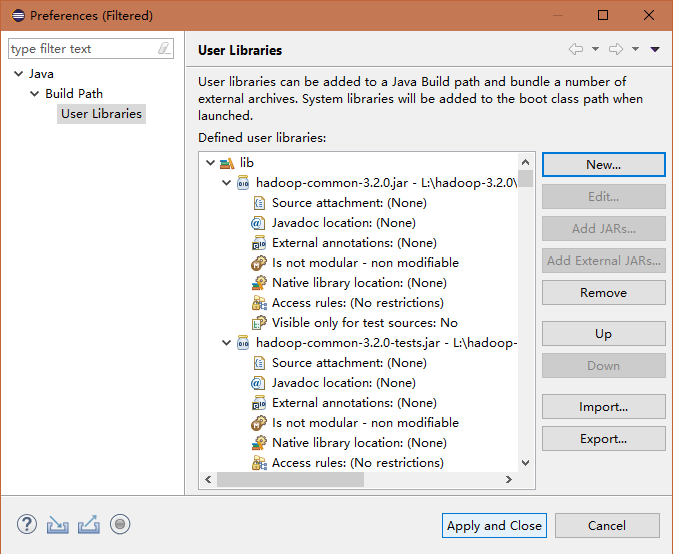 Preferences (Filtered)
type filter text
Java
Build Path
User Libraries
User Libraries
User libraries can be added to a Java Build path and bundle a number of
external archives. System libraries will be added to the boot class path when
launched.
Defined user libraries:
lib
hadoop-common-3.2.0.jar - L:\hadoop-3.2.0\
Source attachment: (None)
Javadoc location: (None)
External annotations: (None)
Is not modular - non modifiable
Native library location: (None)
Access rules: (No restrictions)
Visible only for test sources: No
hadoop-common-3.2.0-tests.jar - L:\hadoop-
Source attachment: (None)
Javadoc location: (None)
External annotations: (None)
Is not modular - non modifiable
Native library location: (None)
Access rules: (No restrictions)
New...
Edit...
Add JARs...
Add External JARs...
Remove
Up
Down
Import...
Export...
Apply and Close
Cancel